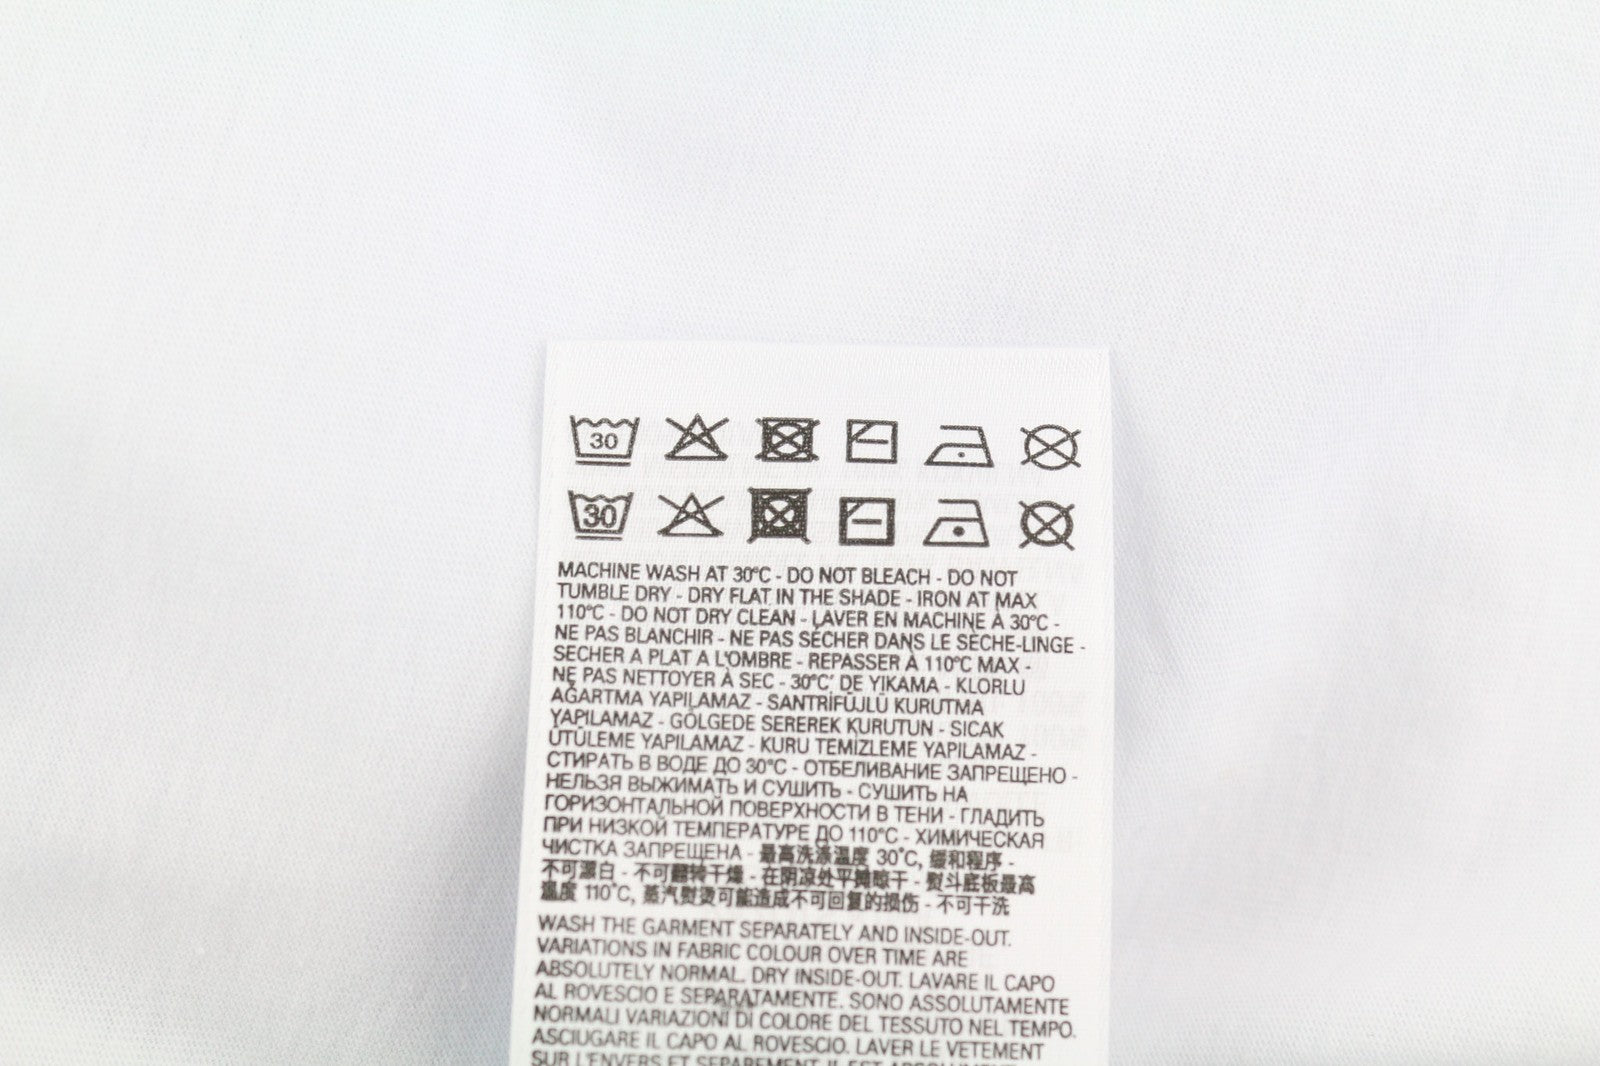 30
30
MACHINE WASH AT 30°C - DO NOT BLEACH - DO NOT
TUMBLE DRY - DRY FLAT IN THE SHADE - IRON AT MAX
110°C - DO NOT DRY CLEAN - LAVER EN MACHINE À 30°C -
NE PAS BLANCHIR - NE PAS SÉCHER DANS LE SÈCHE-LINGE -
SECHER A PLAT A L'OMBRE - REPASSER À 110°C MAX -
NE PAS NETTOYER À SEC - 30°C' DE YIKAMA - KLORLU
AĞARTMA YAPILAMAZ - SANTRİFÜJLÜ KURUTMA
YAPILAMAZ - GÖLGEDE SEREREK KURUTUN - SICAK
ÜTÜLEME YAPILAMAZ - KURU TEMİZLEME YAPILAMAZ -
СТИРАТЬ В ВОДЕ ДО 30°C - ОТБЕЛИВАНИЕ ЗАПРЕЩЕНО -
НЕЛЬЗЯ ВЫЖИМАТЬ И СУШИТЬ - СУШИТЬ НА
ГОРИЗОНТАЛЬНОЙ ПОВЕРХНОСТИ В ТЕНИ - ГЛАДИТЬ
ПРИ НИЗКОЙ ТЕМПЕРАТУРЕ ДО 110°C - ХИМИЧЕСКАЯ
ЧИСТКА ЗАПРЕЩЕНА - 最高洗涤温度 30°C, 缓和程序 -
不可漂白 - 不可翻转干燥 - 在阴凉处平摊晾干 - 熨斗底板最高
温度 110°C, 蒸汽熨烫可能造成不可回复的损伤 - 不可干洗
WASH THE GARMENT SEPARATELY AND INSIDE-OUT.
VARIATIONS IN FABRIC COLOUR OVER TIME ARE
ABSOLUTELY NORMAL. DRY INSIDE-OUT. LAVARE IL CAPO
AL ROVESCIO E SEPARATAMENTE. SONO ASSOLUTAMENTE
NORMALI VARIAZIONI DI COLORE DEL TESSUTO NEL TEMPO.
ASCIUGARE IL CAPO AL ROVESCIO. LAVER LE VETEMENT
SUR L'ENVERS ET SEPAREMENT. IL EST ABSOLUMENT